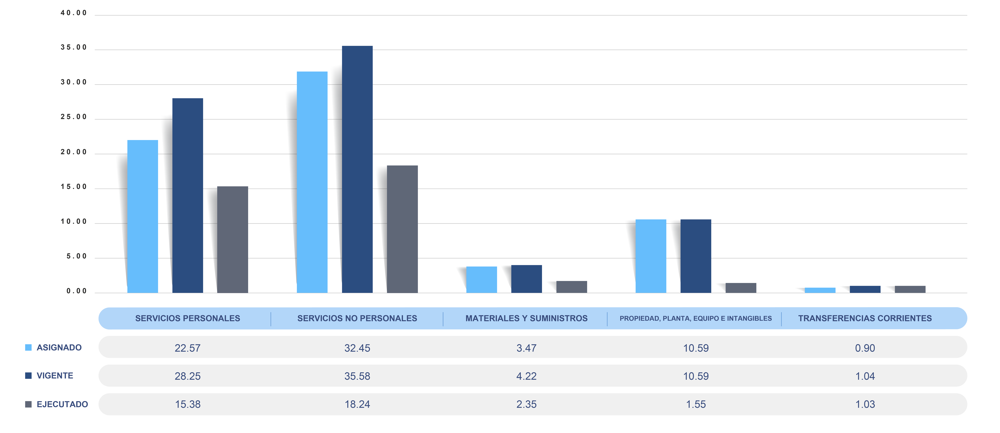 40.00
35.00
30.00
25.00
20.00
15.00
10.00
5.00
0.00
SERVICIOS PERSONALES SERVICIOS NO PERSONALES MATERIALES Y SUMINISTROS PROPIEDAD, PLANTA, EQUIPO E INTANGIBLES TRANSFERENCIAS CORRIENTES
ASIGNADO 22.57 32.45 3.47 10.59 0.90
VIGENTE 28.25 35.58 4.22 10.59 1.04
EJECUTADO 15.38 18.24 2.35 1.55 1.03